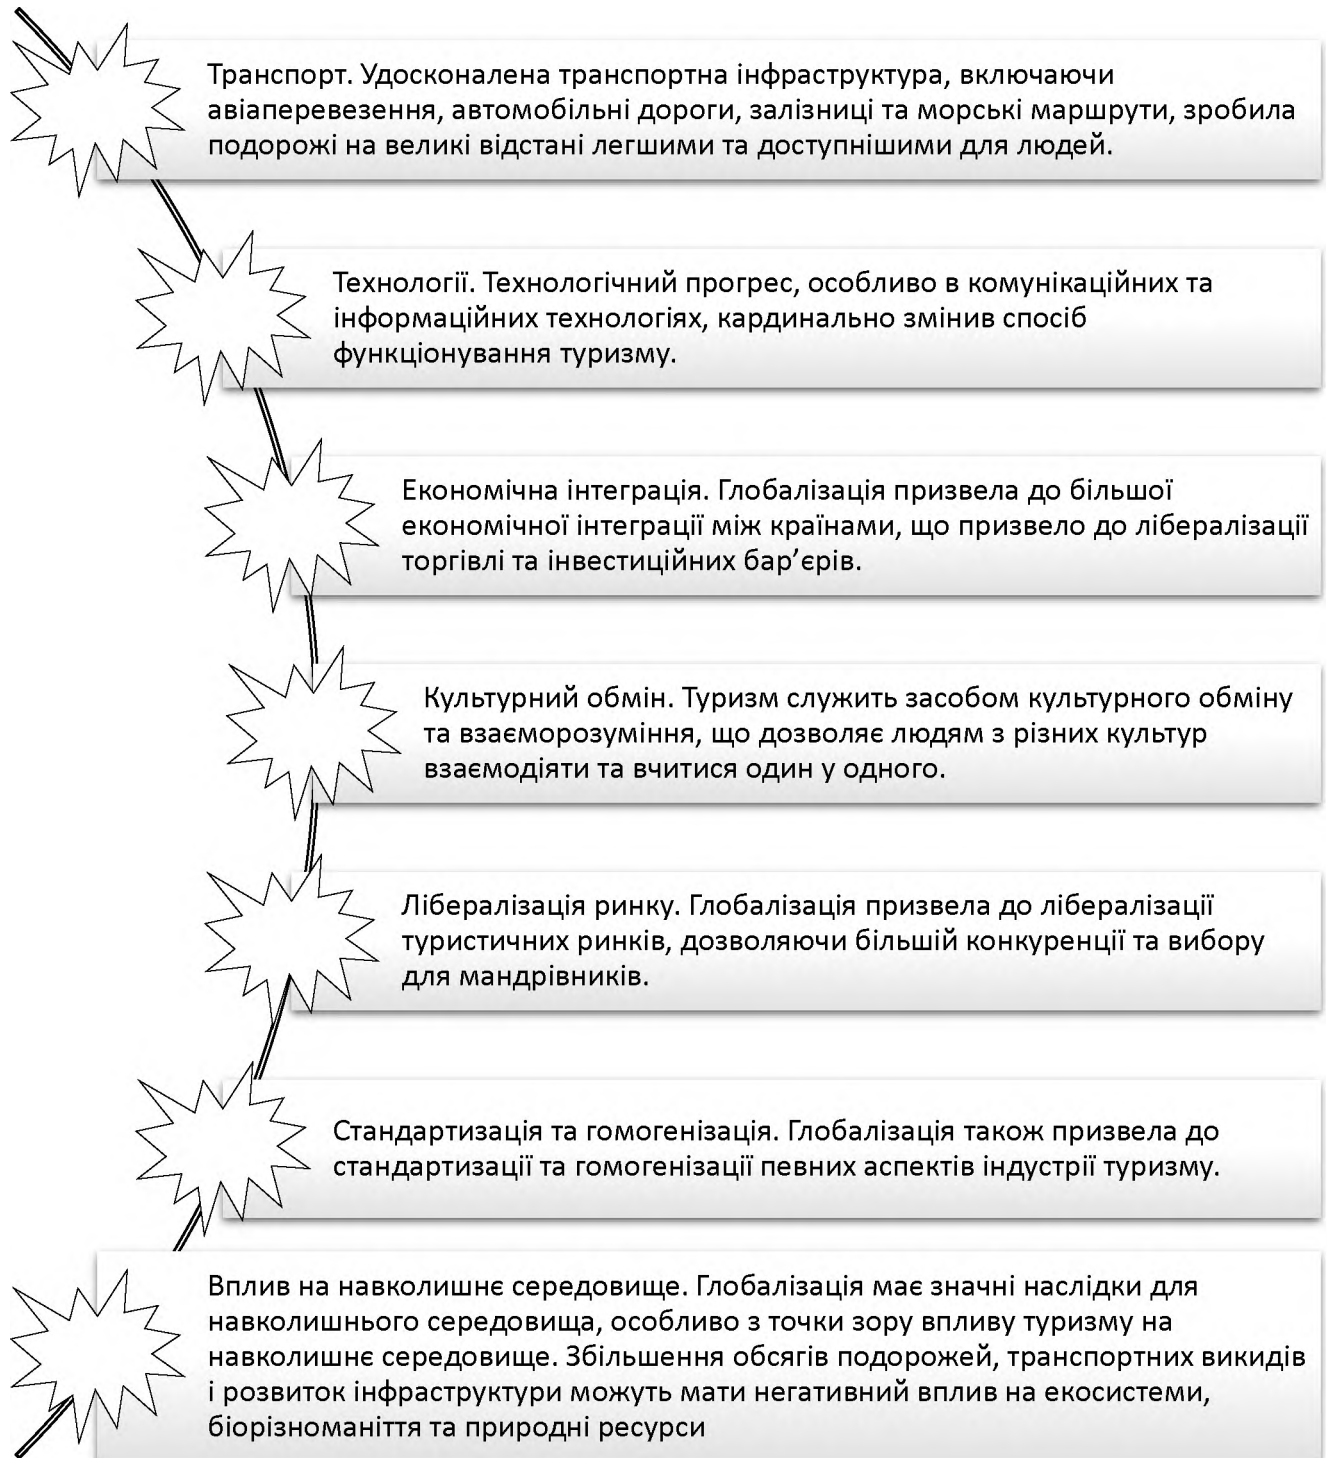 Транспорт. Удосконалена транспортна інфраструктура, включаючи
авіаперевезення, автомобільні дороги, залізниці та морські маршрути, зробила
подорожі на великі відстані легшими та доступнішими для людей.
Технології. Технологічний прогрес, особливо в комунікаційних та
інформаційних технологіях, кардинально змінив спосіб
функціонування туризму.
Економічна інтеграція. Глобалізація призвела до більшої
економічної інтеграції між країнами, що призвело до лібералізації
торгівлі та інвестиційних бар’єрів.
Культурний обмін. Туризм служить засобом культурного обміну
та взаєморозуміння, що дозволяє людям з різних культур
взаємодіяти та вчитися один у одного.
Лібералізація ринку. Глобалізація призвела до лібералізації
туристичних ринків, дозволяючи більшій конкуренції та вибору
для мандрівників.
Стандартизація та гомогенізація. Глобалізація також призвела до
стандартизації та гомогенізації певних аспектів індустрії туризму.
Вплив на навколишнє середовище. Глобалізація має значні наслідки для
навколишнього середовища, особливо з точки зору впливу туризму на
навколишнє середовище. Збільшення обсягів подорожей, транспортних викидів
і розвиток інфраструктури можуть мати негативний вплив на екосистеми,
біорізноманіття та природні ресурси